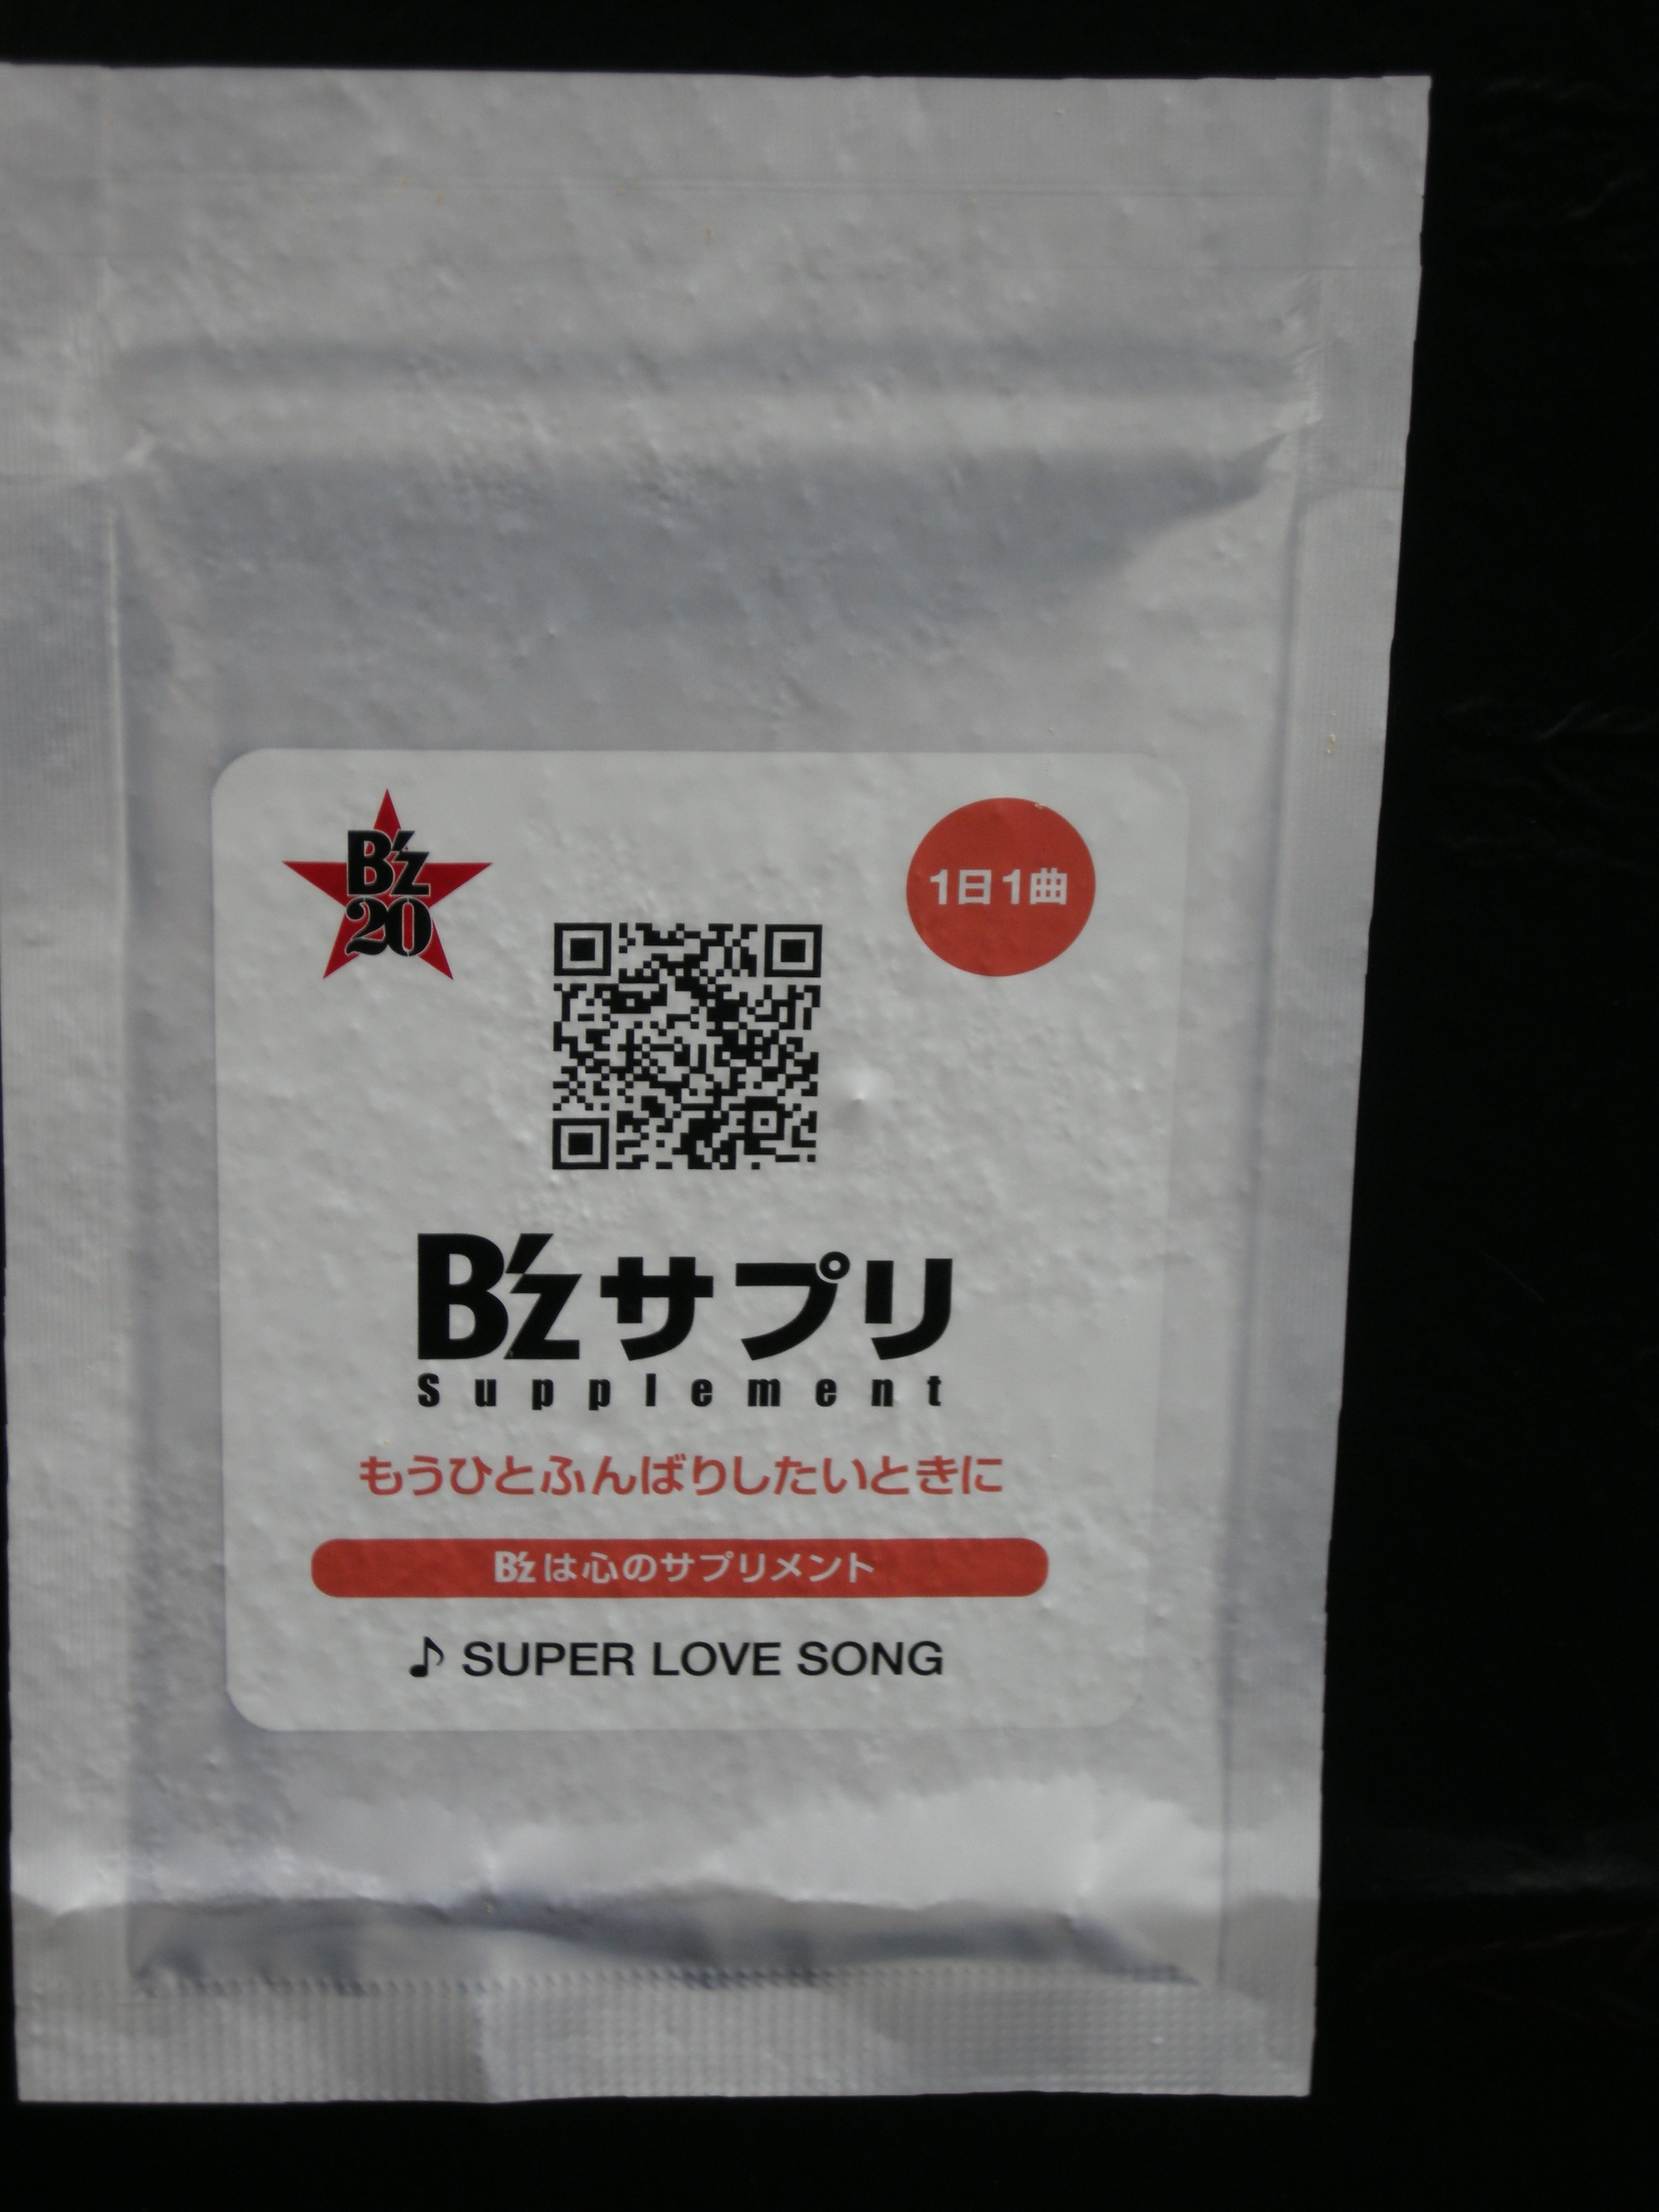 B'z
20
1日1曲
B'zサプリ
Supplement
もうひとふんばりしたいときに
B'zは心のサプリメント
♪ SUPER LOVE SONG